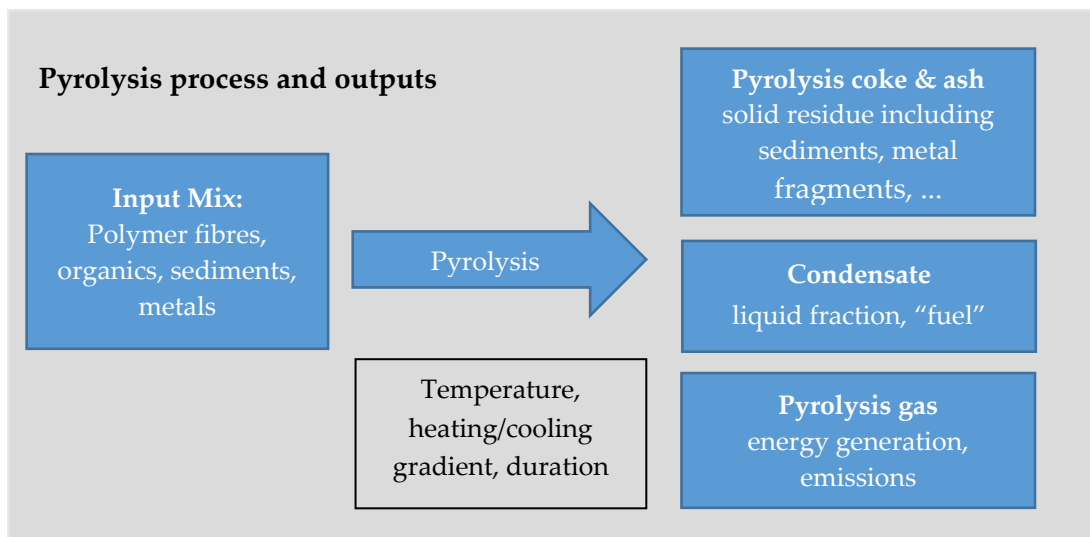 Pyrolysis process and outputs
Input Mix:
Polymer fibres,
organics, sediments,
metals
Pyrolysis
Temperature,
heating/cooling
gradient, duration
Pyrolysis coke & ash
solid residue including
sediments, metal
fragments, ...
Condensate
liquid fraction, “fuel”
Pyrolysis gas
energy generation,
emissions